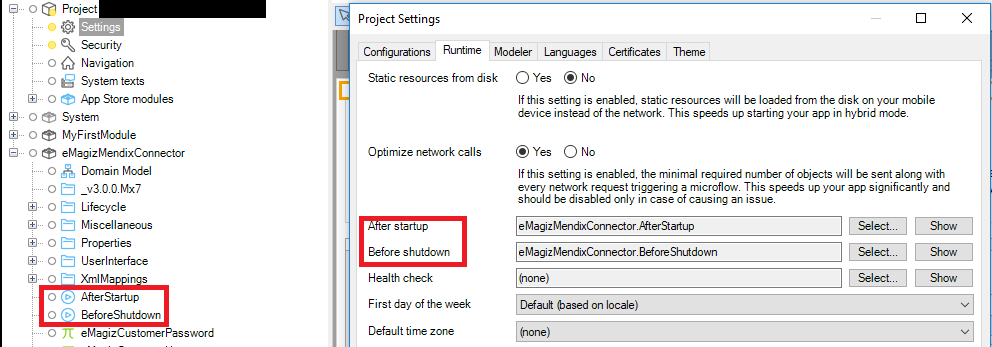 Project
Settings
Security
Navigation
System texts
App Store modules
System
MyFirstModule
eMagizMendixConnector
Domain Model
_v3.0.0.Mx7
Lifecycle
Miscellaneous
Properties
UserInterface
XmlMappings
AfterStartup
BeforeShutdown
eMagizCustomerPassword
Project Settings
Configurations Runtime Modeler Languages Certificates Theme
Static resources from disk Yes No
If this setting is enabled, static resources will be loaded from the disk on your mobile
device instead of the network. This speeds up starting your app in hybrid mode.
Optimize network calls Yes No
If this setting is enabled, the minimal required number of objects will be sent along with
every network request triggering a microflow. This speeds up your app significantly and
should be disabled only in case of causing an issue.
After startup eMagizMendixConnector.AfterStartup Select... Show
Before shutdown eMagizMendixConnector.BeforeShutdown Select... Show
Health check (none) Select... Show
First day of the week Default (based on locale)
Default time zone (none)